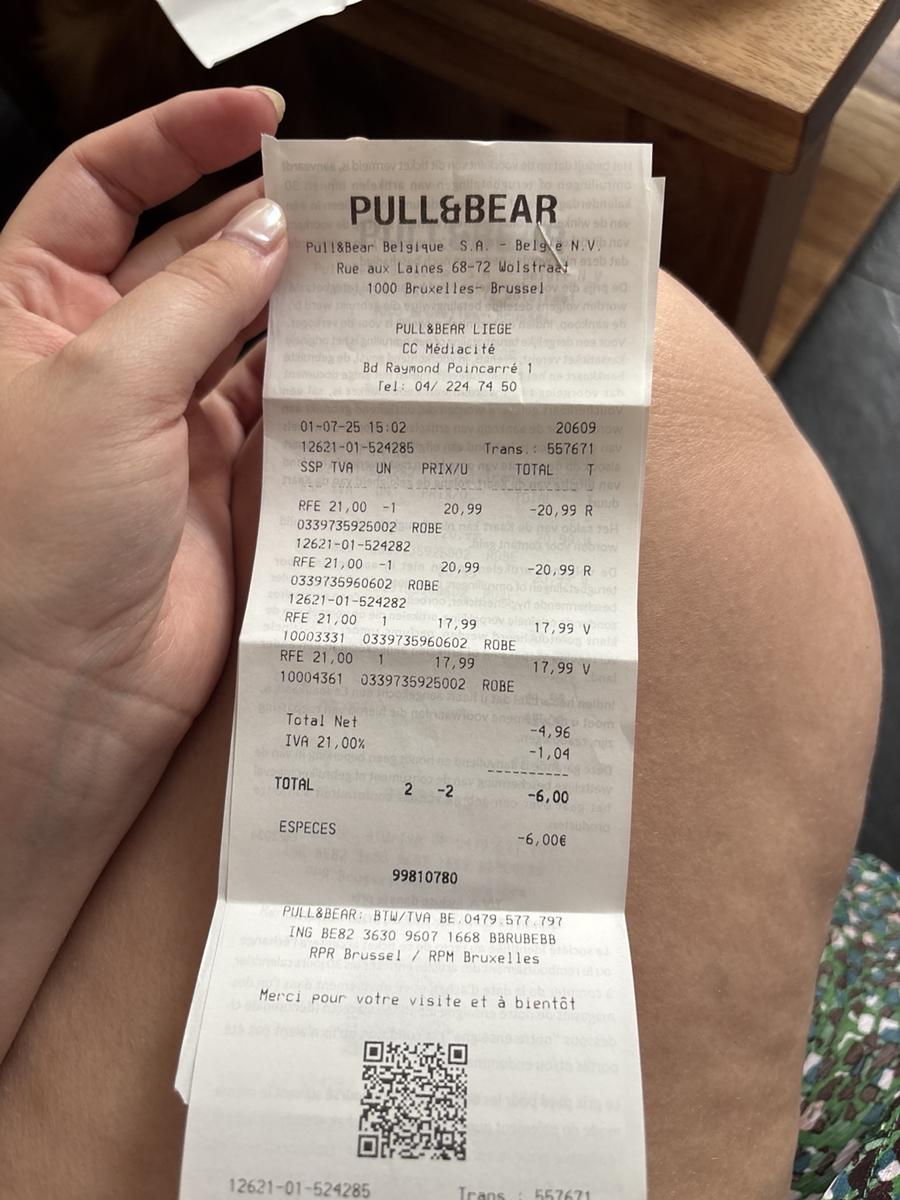 PULL&BEAR
Pull&Bear Belgique S.A. - Belgïe N.V.
Rue aux Laines 68-72 Wolstraat
1000 Bruxelles- Brussel
PULL&BEAR LIEGE
CC Médiacité
Bd Raymond Poincarré 1
Tel: 04/ 224 74 50
01-07-25 15:02 20609
12621-01-524285 Trans.: 557671
SSP TVA UN PRIX/U TOTAL T
RFE 21,00 -1 20,99 -20,99 R
0339735925002 ROBE
12621-01-524282
RFE 21,00 -1 20,99 -20,99 R
0339735960602 ROBE
12621-01-524282
RFE 21,00 1 17,99 17,99 V
10003331 0339735960602 ROBE
RFE 21,00 1 17,99 17,99 V
10004361 0339735925002 ROBE
Total Net -4,96
IVA 21,00% -1,04
TOTAL 2 -2 -6,00
ESPECES -6,00€
99810780
PULL&BEAR: BTW/TVA BE.0479.577.797
ING BE82 3630 9607 1668 BBRUBEBB
RPR Brussel / RPM Bruxelles
Merci pour votre visite et à bientôt
12621-01-524285 Trans.: 557671